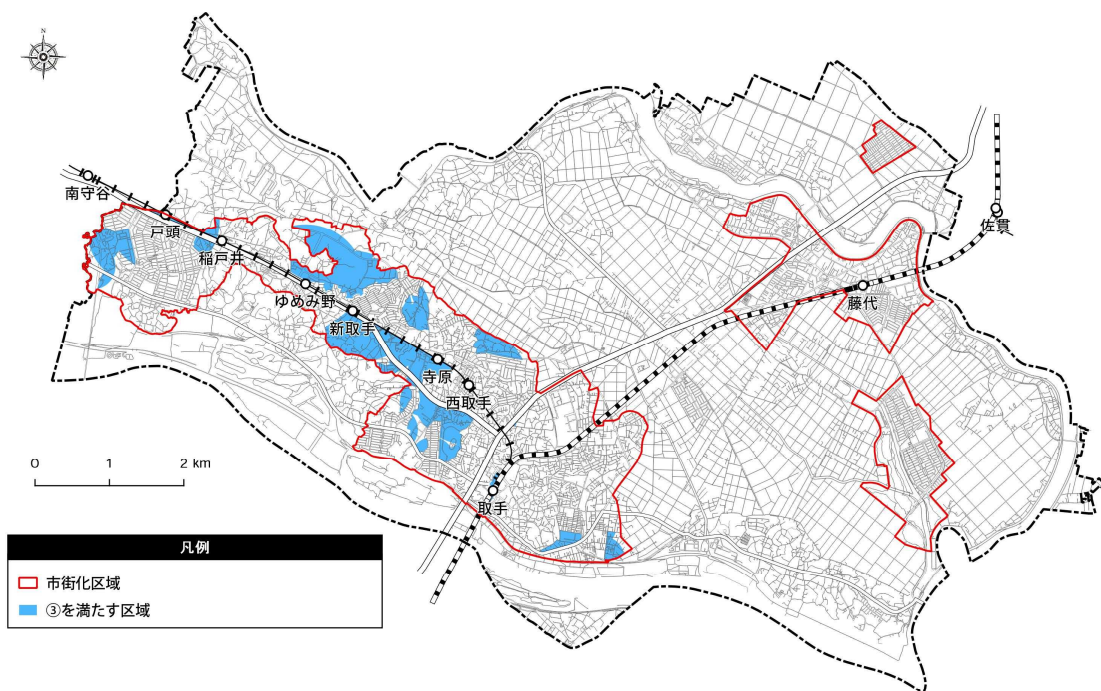 N
南守谷
戸頭
稲戸井
ゆめみ野
新取手
寺原
西取手
取手
藤代
佐貫
0 1 2 km
凡例
市街化区域
③を満たす区域